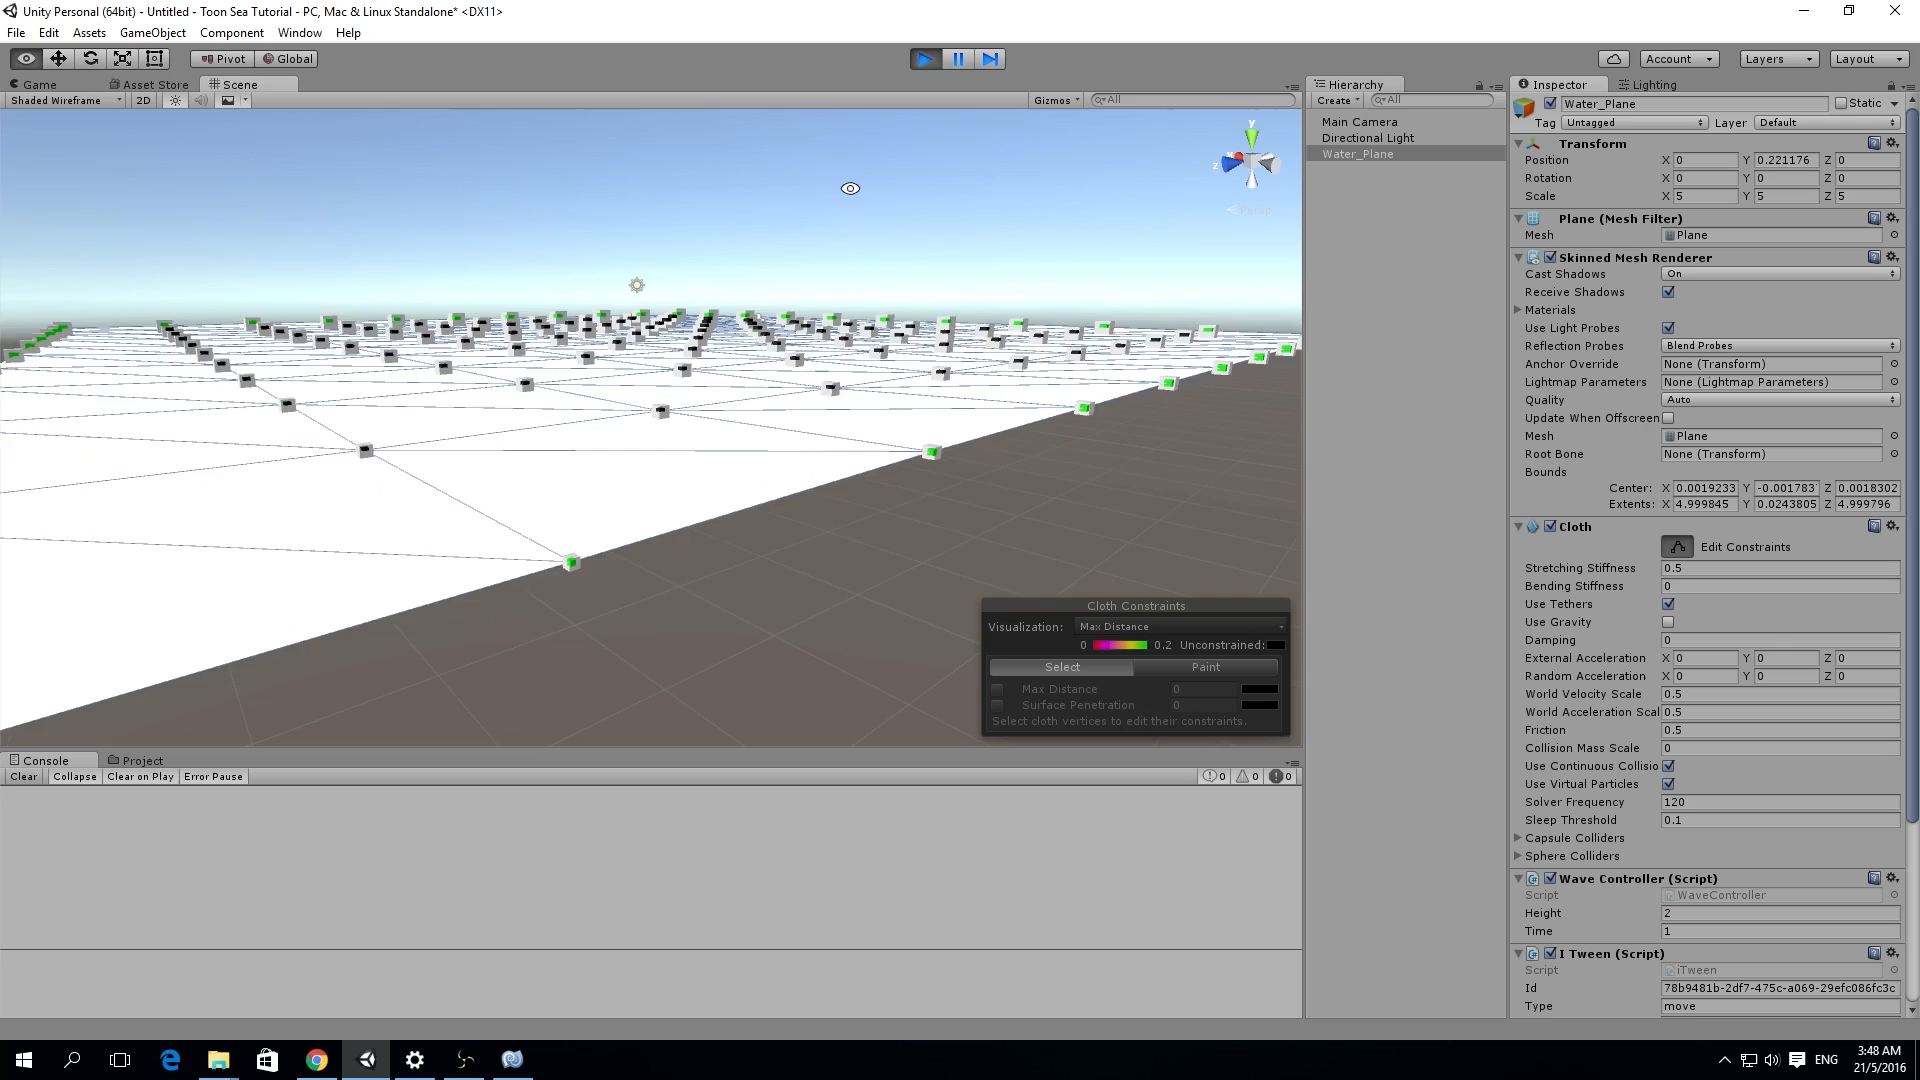 Unity Personal (64bit) - Untitled - Toon Sea Tutorial - PC, Mac & Linux Standalone* <DX11>
File Edit Assets GameObject Component Window Help
Pivot Global Account Layers Layout
Game Asset Store Scene
Shaded Wireframe 2D Gizmos All
y
z
Persp
Hierarchy
Create All
Main Camera
Directional Light
Water_Plane
Inspector Lighting
Water_Plane Static
Tag Untagged Layer Default
Transform
Position X 0 Y 0.221176 Z 0
Rotation X 0 Y 0 Z 0
Scale X 5 Y 5 Z 5
Plane (Mesh Filter)
Mesh Plane
Skinned Mesh Renderer
Cast Shadows On
Receive Shadows
Materials
Use Light Probes
Reflection Probes Blend Probes
Anchor Override None (Transform)
Lightmap Parameters None (Lightmap Parameters)
Quality Auto
Update When Offscreen
Mesh Plane
Root Bone None (Transform)
Bounds
Center: X 0.0019233 Y -0.001783 Z 0.0018302
Extents: X 4.999845 Y 0.0243805 Z 4.999796
Cloth
Edit Constraints
Stretching Stiffness 0.5
Bending Stiffness 0
Use Tethers
Use Gravity
Damping 0
External Acceleration X 0 Y 0 Z 0
Random Acceleration X 0 Y 0 Z 0
World Velocity Scale 0.5
World Acceleration Scal 0.5
Friction 0.5
Collision Mass Scale 0
Use Continuous Collisio
Use Virtual Particles
Solver Frequency 120
Sleep Threshold 0.1
Capsule Colliders
Sphere Colliders
Wave Controller (Script)
Script WaveController
Height 2
Time 1
I Tween (Script)
Script iTween
Id 78b9481b-2df7-475c-a069-29efc086fc3c
Type move
Cloth Constraints
Visualization: Max Distance
0 0.2 Unconstrained:
Select Paint
Max Distance 0
Surface Penetration 0
Select cloth vertices to edit their constraints.
Console Project
Clear Collapse Clear on Play Error Pause 0 0 0
ENG
3:48 AM
21/5/2016